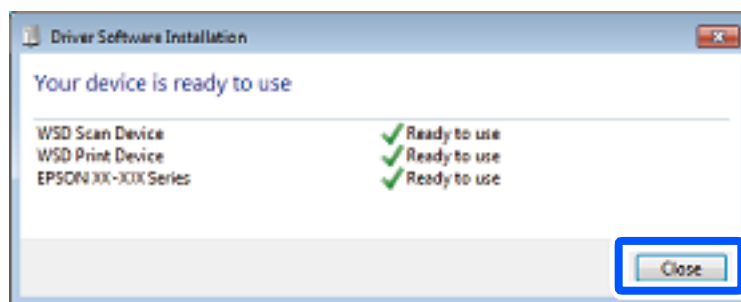 Driver Software Installation
Your device is ready to use
WSD Scan Device Ready to use
WSD Print Device Ready to use
EPSON XX-XXX Series Ready to use
Close